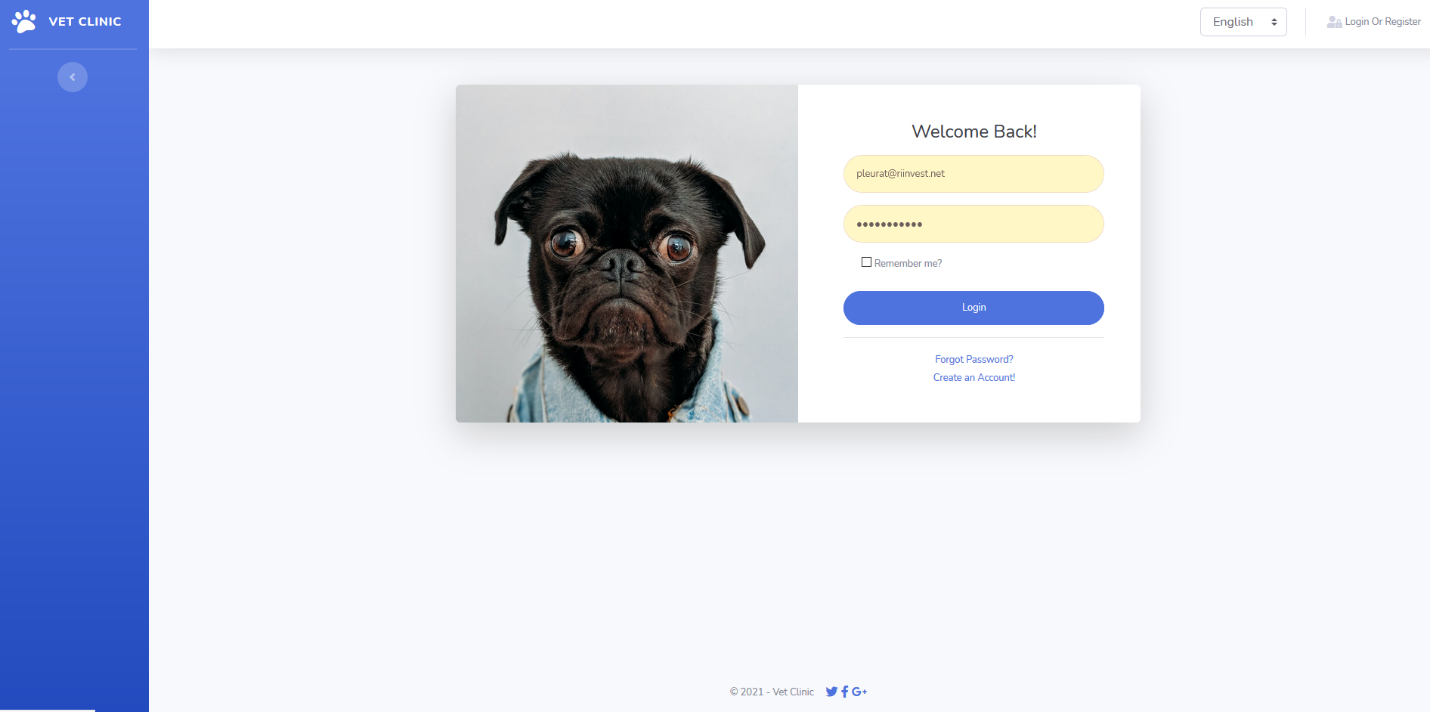 VET CLINIC
English
Login Or Register
Welcome Back!
pleurat@riinvest.net
•••••••••••
Remember me?
Login
Forgot Password?
Create an Account!
© 2021 - Vet Clinic